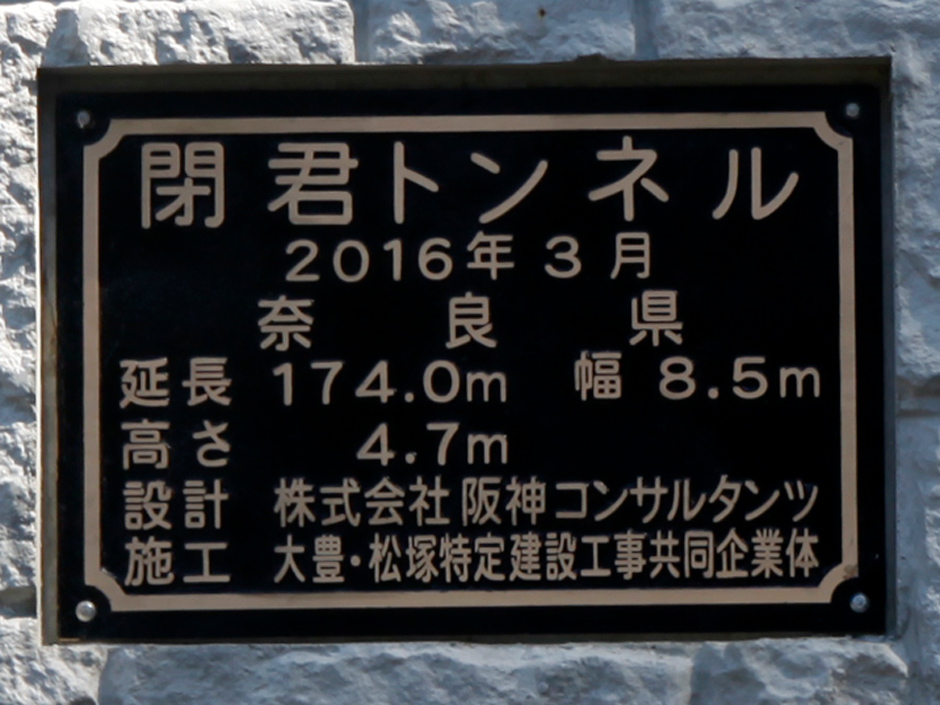 閉君トンネル
2016年3月
奈良県
延長 174.0m 幅 8.5m
高さ 4.7m
設計 株式会社 阪神コンサルタンツ
施工 大豊・松塚特定建設工事共同企業体